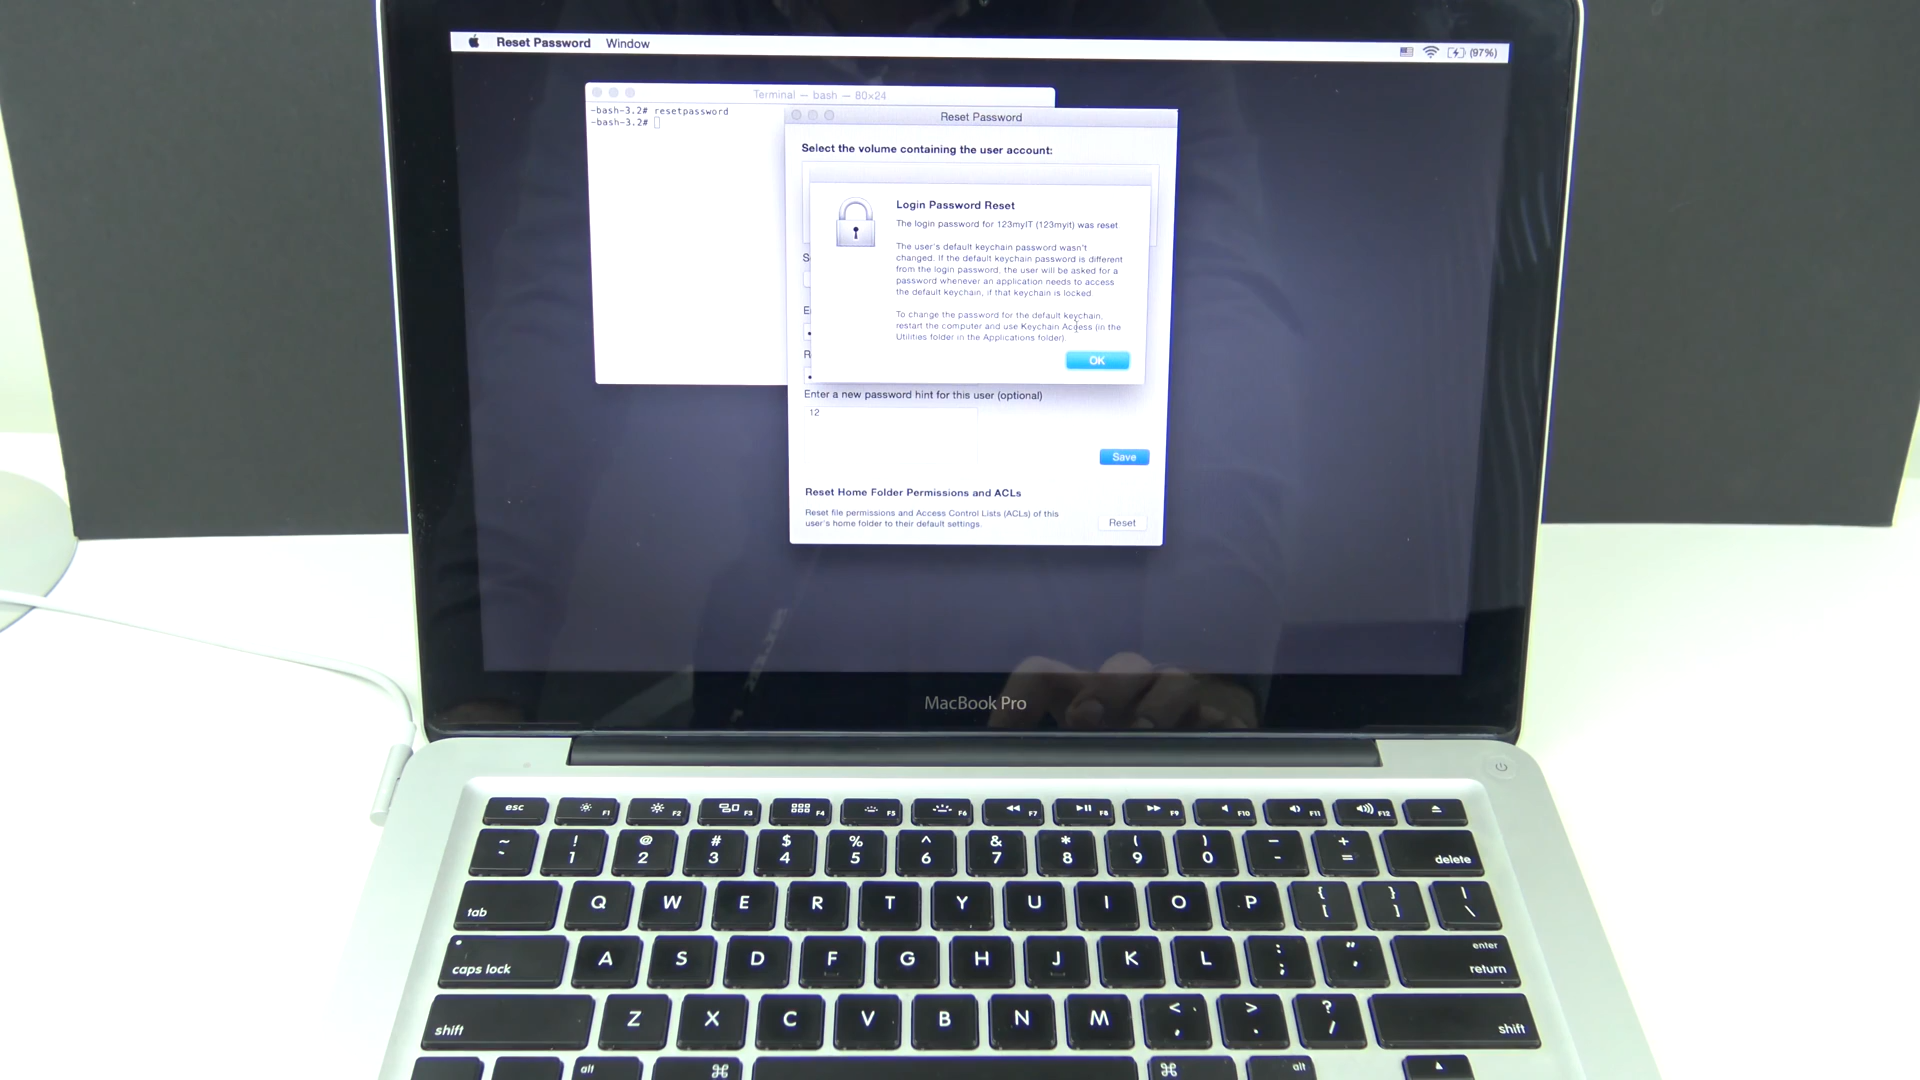 Reset Password Window (97%)
Terminal — bash — 80×24
-bash-3.2# resetpassword
-bash-3.2#
Reset Password
Select the volume containing the user account:
Login Password Reset
The login password for 123myIT (123myit) was reset
The user's default keychain password wasn't
changed. If the default keychain password is different
from the login password, the user will be asked for a
password whenever an application needs to access
the default keychain, if that keychain is locked
To change the password for the default keychain,
restart the computer and use Keychain Access (in the
Utilities folder in the Applications folder)
OK
Enter a new password hint for this user (optional)
12
Save
Reset Home Folder Permissions and ACLs
Reset file permissions and Access Control Lists (ACLs) of this
user's home folder to their default settings.
Reset
MacBook Pro
esc F1 F2 F3 F4 F5 F6 F7 F8 F9 F10 F11 F12
~ ! @ # $ % ^ & * ( ) – +
` 1 2 3 4 5 6 7 8 9 0 - =
delete
tab Q W E R T Y U I O P { [ } ] | \
caps lock A S D F G H J K L : ; " ' enter return
shift Z X C V B N M < , > . ? / shift
alt ⌘ ⌘ alt